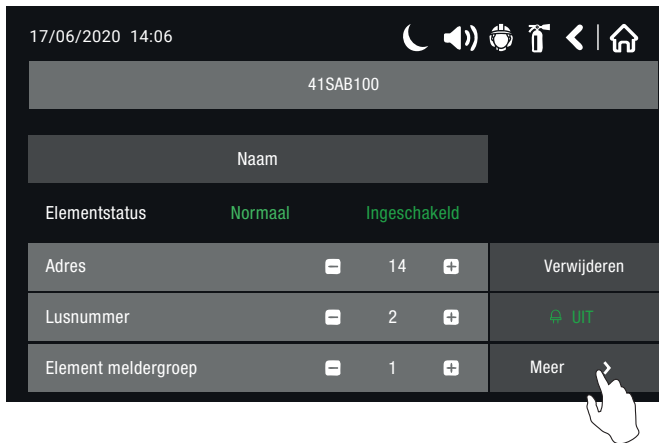 17/06/2020 14:06
41SAB100
Naam
Elementstatus Normaal Ingeschakeld
Adres 14 Verwijderen
Lusnummer 2 UIT
Element meldergroep 1 Meer